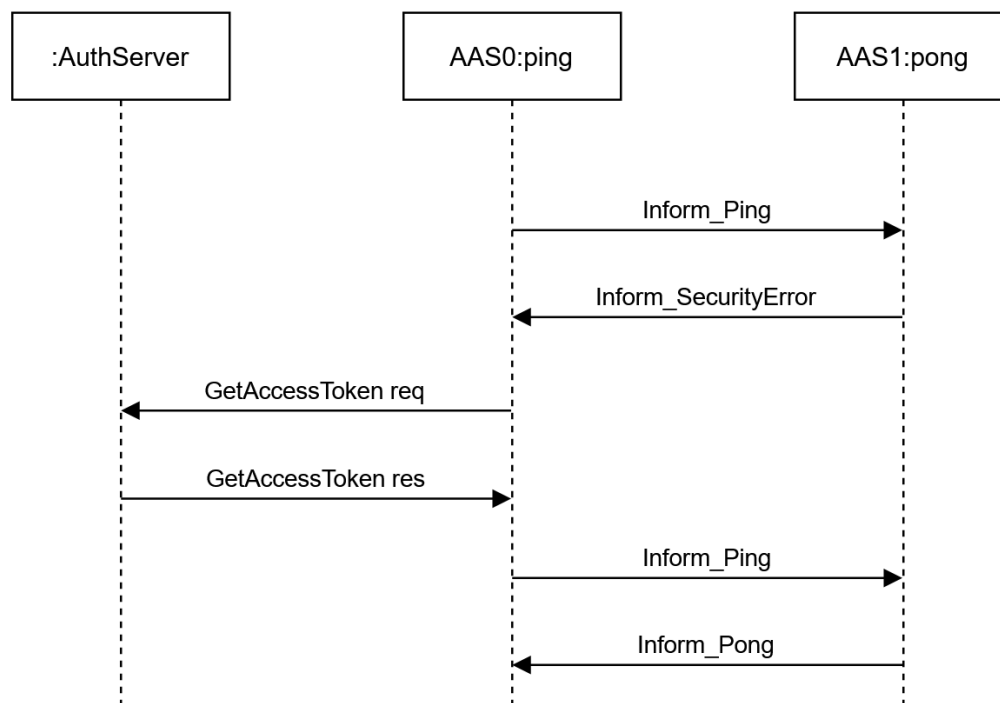 :AuthServer
AAS0:ping
AAS1:pong
Inform_Ping
Inform_SecurityError
GetAccessToken req
GetAccessToken res
Inform_Ping
Inform_Pong